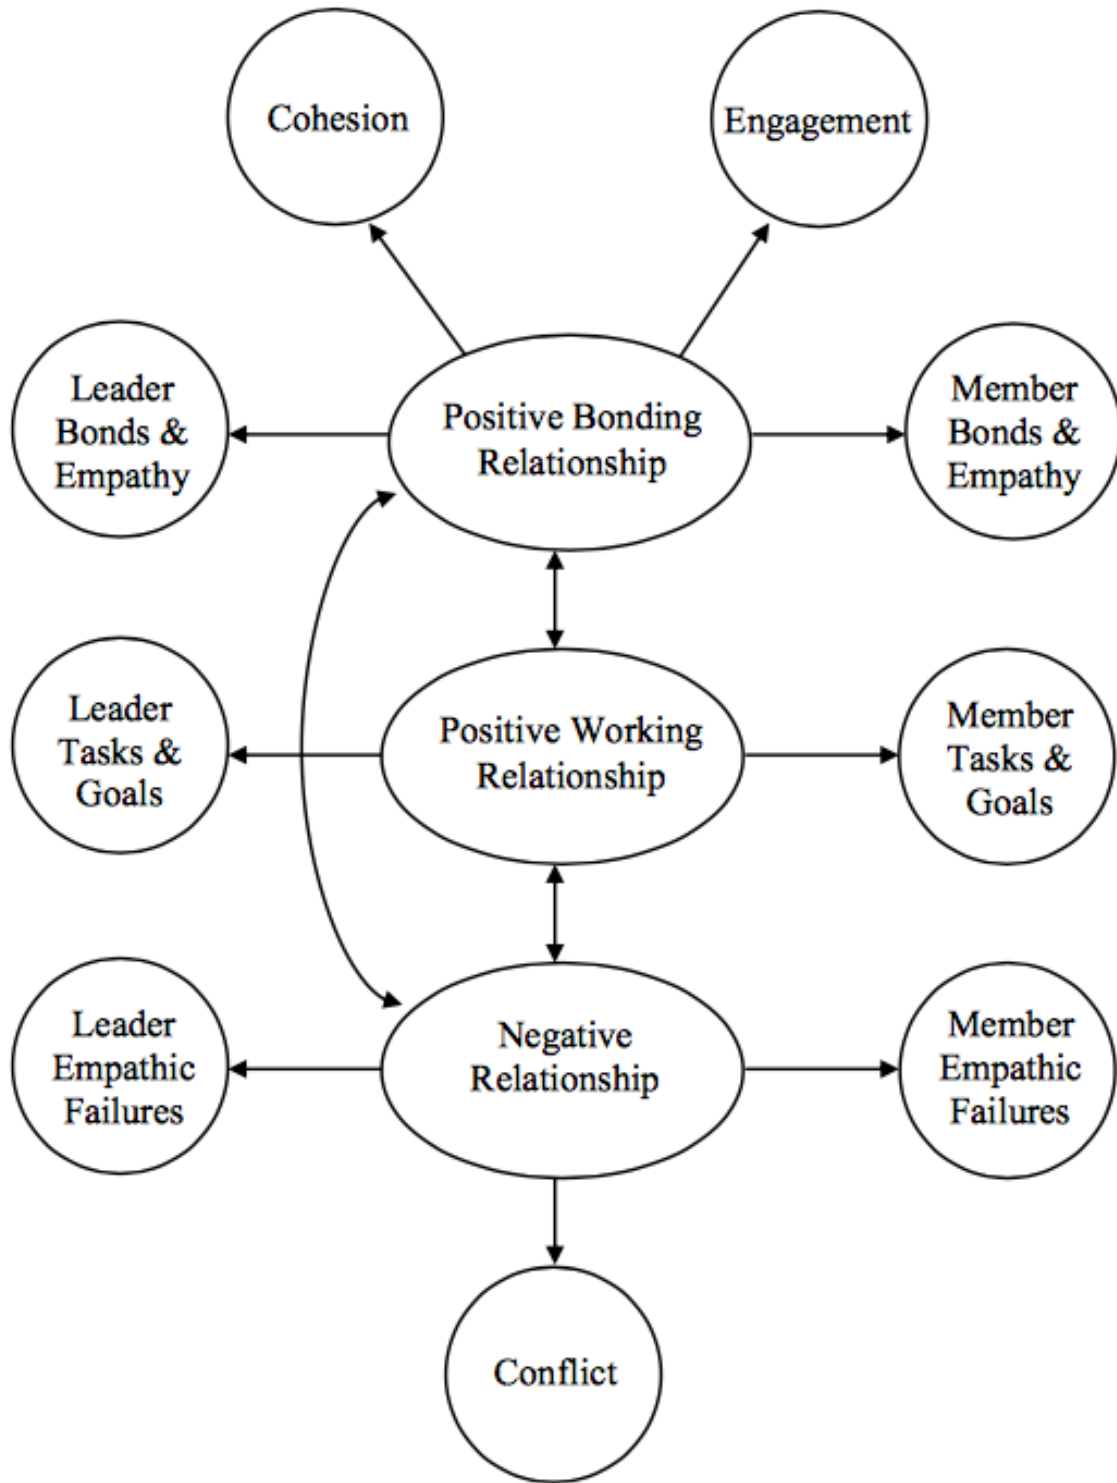 Cohesion
Engagement
Leader
Bonds &
Empathy
Positive Bonding
Relationship
Member
Bonds &
Empathy
Leader
Tasks &
Goals
Positive Working
Relationship
Member
Tasks &
Goals
Leader
Empathic
Failures
Negative
Relationship
Member
Empathic
Failures
Conflict